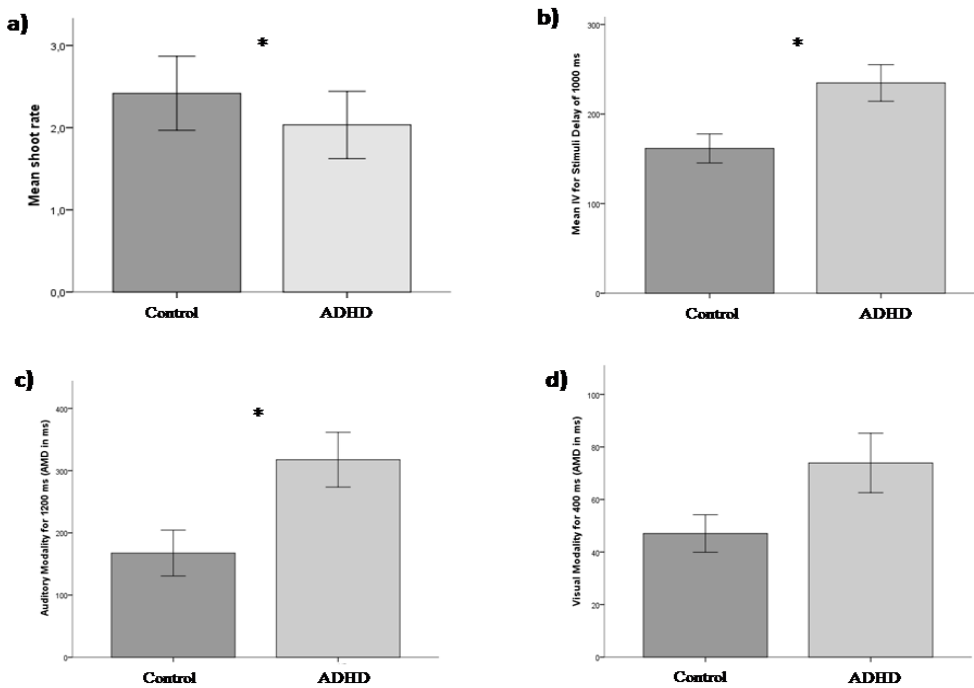 a)
*
Mean shoot rate
3,0
2,0
1,0
0,0
Control
ADHD
b)
*
Mean IV for Stimuli Delay of 1000 ms
300
200
100
0
Control
ADHD
c)
*
Auditory Modality for 1200 ms (AMD in ms)
400
300
200
100
0
Control
ADHD
d)
Visual Modality for 400 ms (AMD in ms)
100
80
60
40
20
0
Control
ADHD